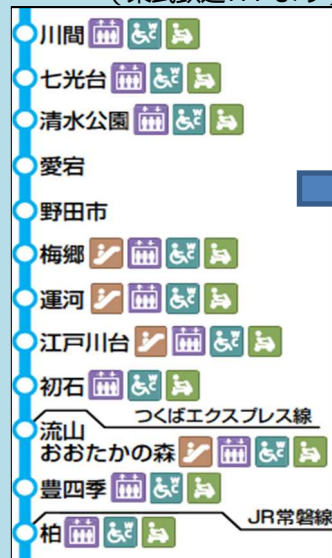 川間
七光台
清水公園
愛宕
野田市
梅郷
運河
江戸川台
初石
つくばエクスプレス線
流山
おおたかの森
豊四季
JR常磐線
柏